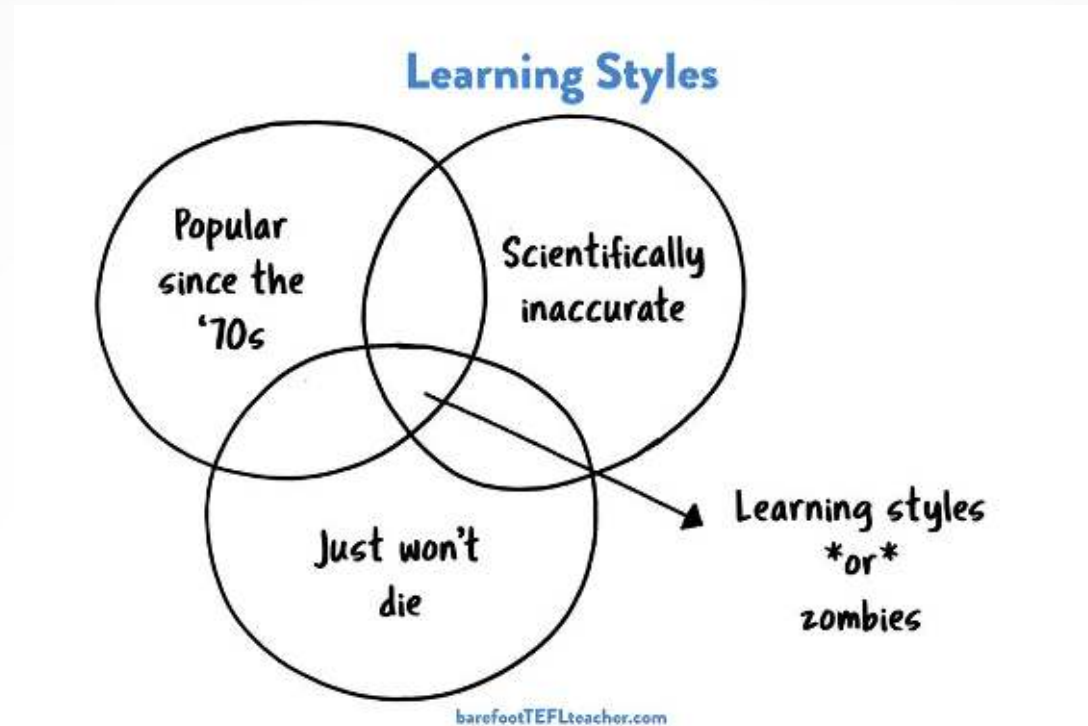 Learning Styles
Popular
since the
‘70s
Scientifically
inaccurate
Just won't
die
Learning styles
*or*
zombies
barefootTEFLteacher.com